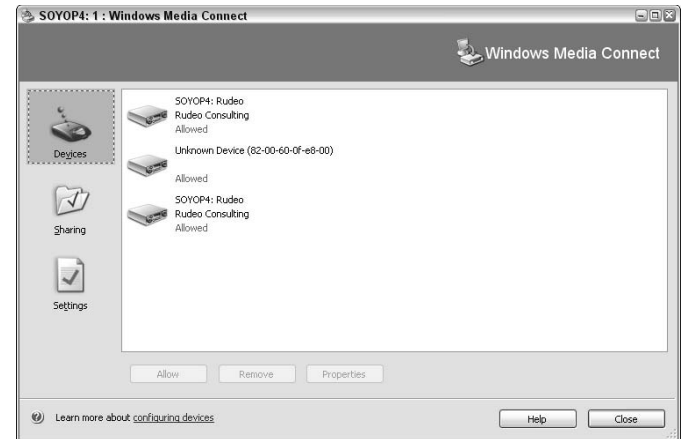 SOYOP4: 1 : Windows Media Connect
Windows Media Connect
Devices
Sharing
Settings
SOYOP4: Rudeo
Rudeo Consulting
Allowed
Unknown Device (82-00-60-0f-e8-00)
Allowed
SOYOP4: Rudeo
Rudeo Consulting
Allowed
Allow Remove Properties
Learn more about configuring devices
Help Close